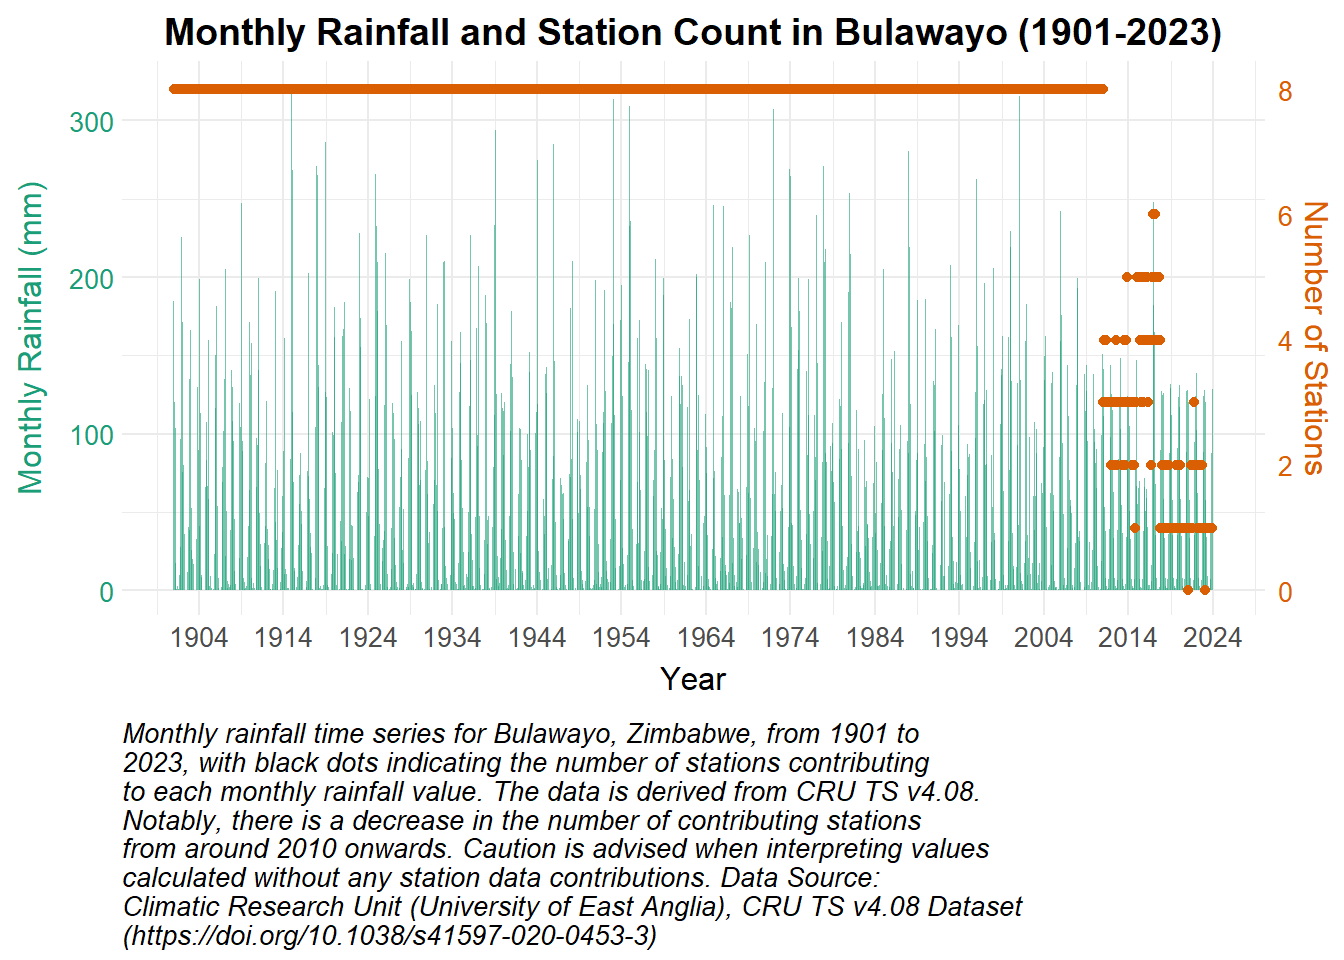 Monthly Rainfall and Station Count in Bulawayo (1901-2023)
Monthly Rainfall (mm)
300
200
100
0
8
6
4
2
0
Number of Stations
1904 1914 1924 1934 1944 1954 1964 1974 1984 1994 2004 2014 2024
Year
Monthly rainfall time series for Bulawayo, Zimbabwe, from 1901 to
2023, with black dots indicating the number of stations contributing
to each monthly rainfall value. The data is derived from CRU TS v4.08.
Notably, there is a decrease in the number of contributing stations
from around 2010 onwards. Caution is advised when interpreting values
calculated without any station data contributions. Data Source:
Climatic Research Unit (University of East Anglia), CRU TS v4.08 Dataset
(https://doi.org/10.1038/s41597-020-0453-3)